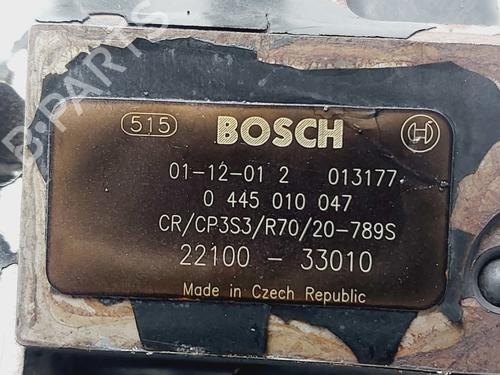 515 BOSCH
01-12-01 2 013177
0 445 010 047
CR/CP3S3/R70/20-789S
22100 - 33010
Made in Czech Republic